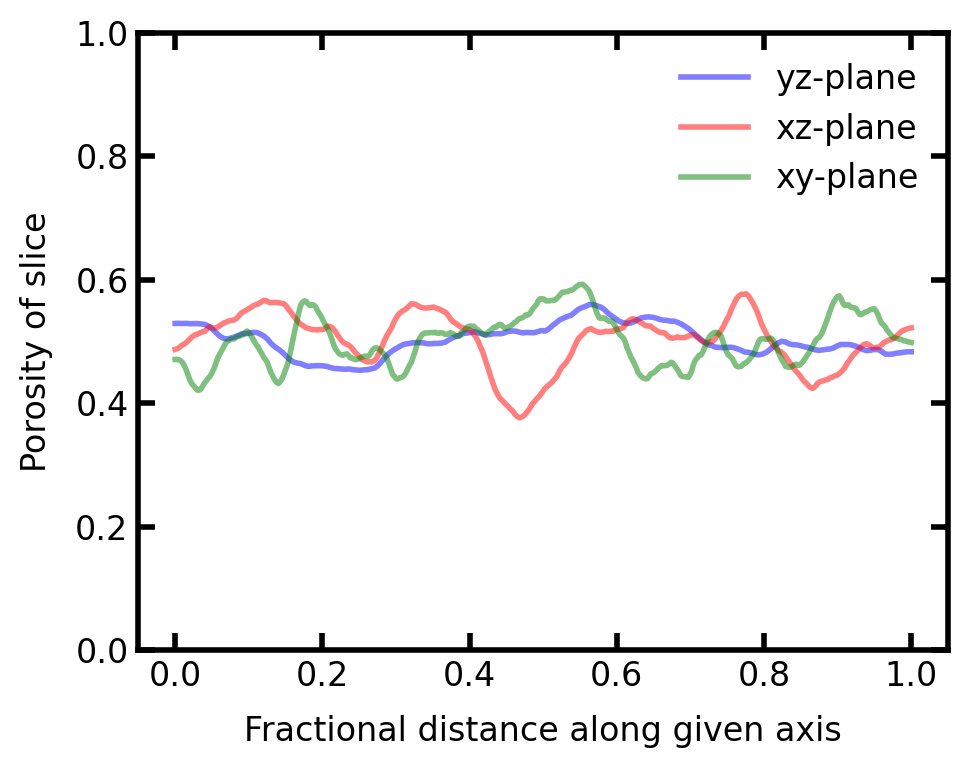 1.0
0.8
0.6
0.4
0.2
0.0
Porosity of slice
yz-plane
xz-plane
xy-plane
0.0 0.2 0.4 0.6 0.8 1.0
Fractional distance along given axis